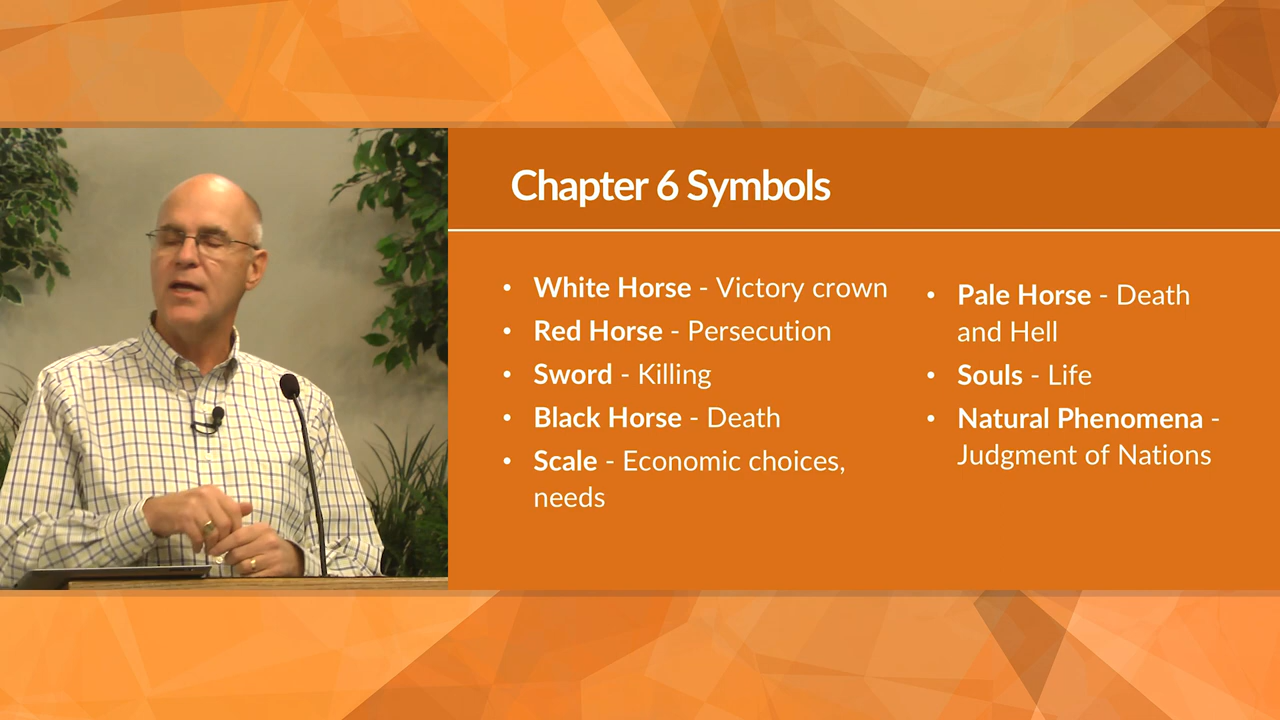 Chapter 6 Symbols
• White Horse - Victory crown
• Red Horse - Persecution
• Sword - Killing
• Black Horse - Death
• Scale - Economic choices,
needs
• Pale Horse - Death
and Hell
• Souls - Life
• Natural Phenomena -
Judgment of Nations